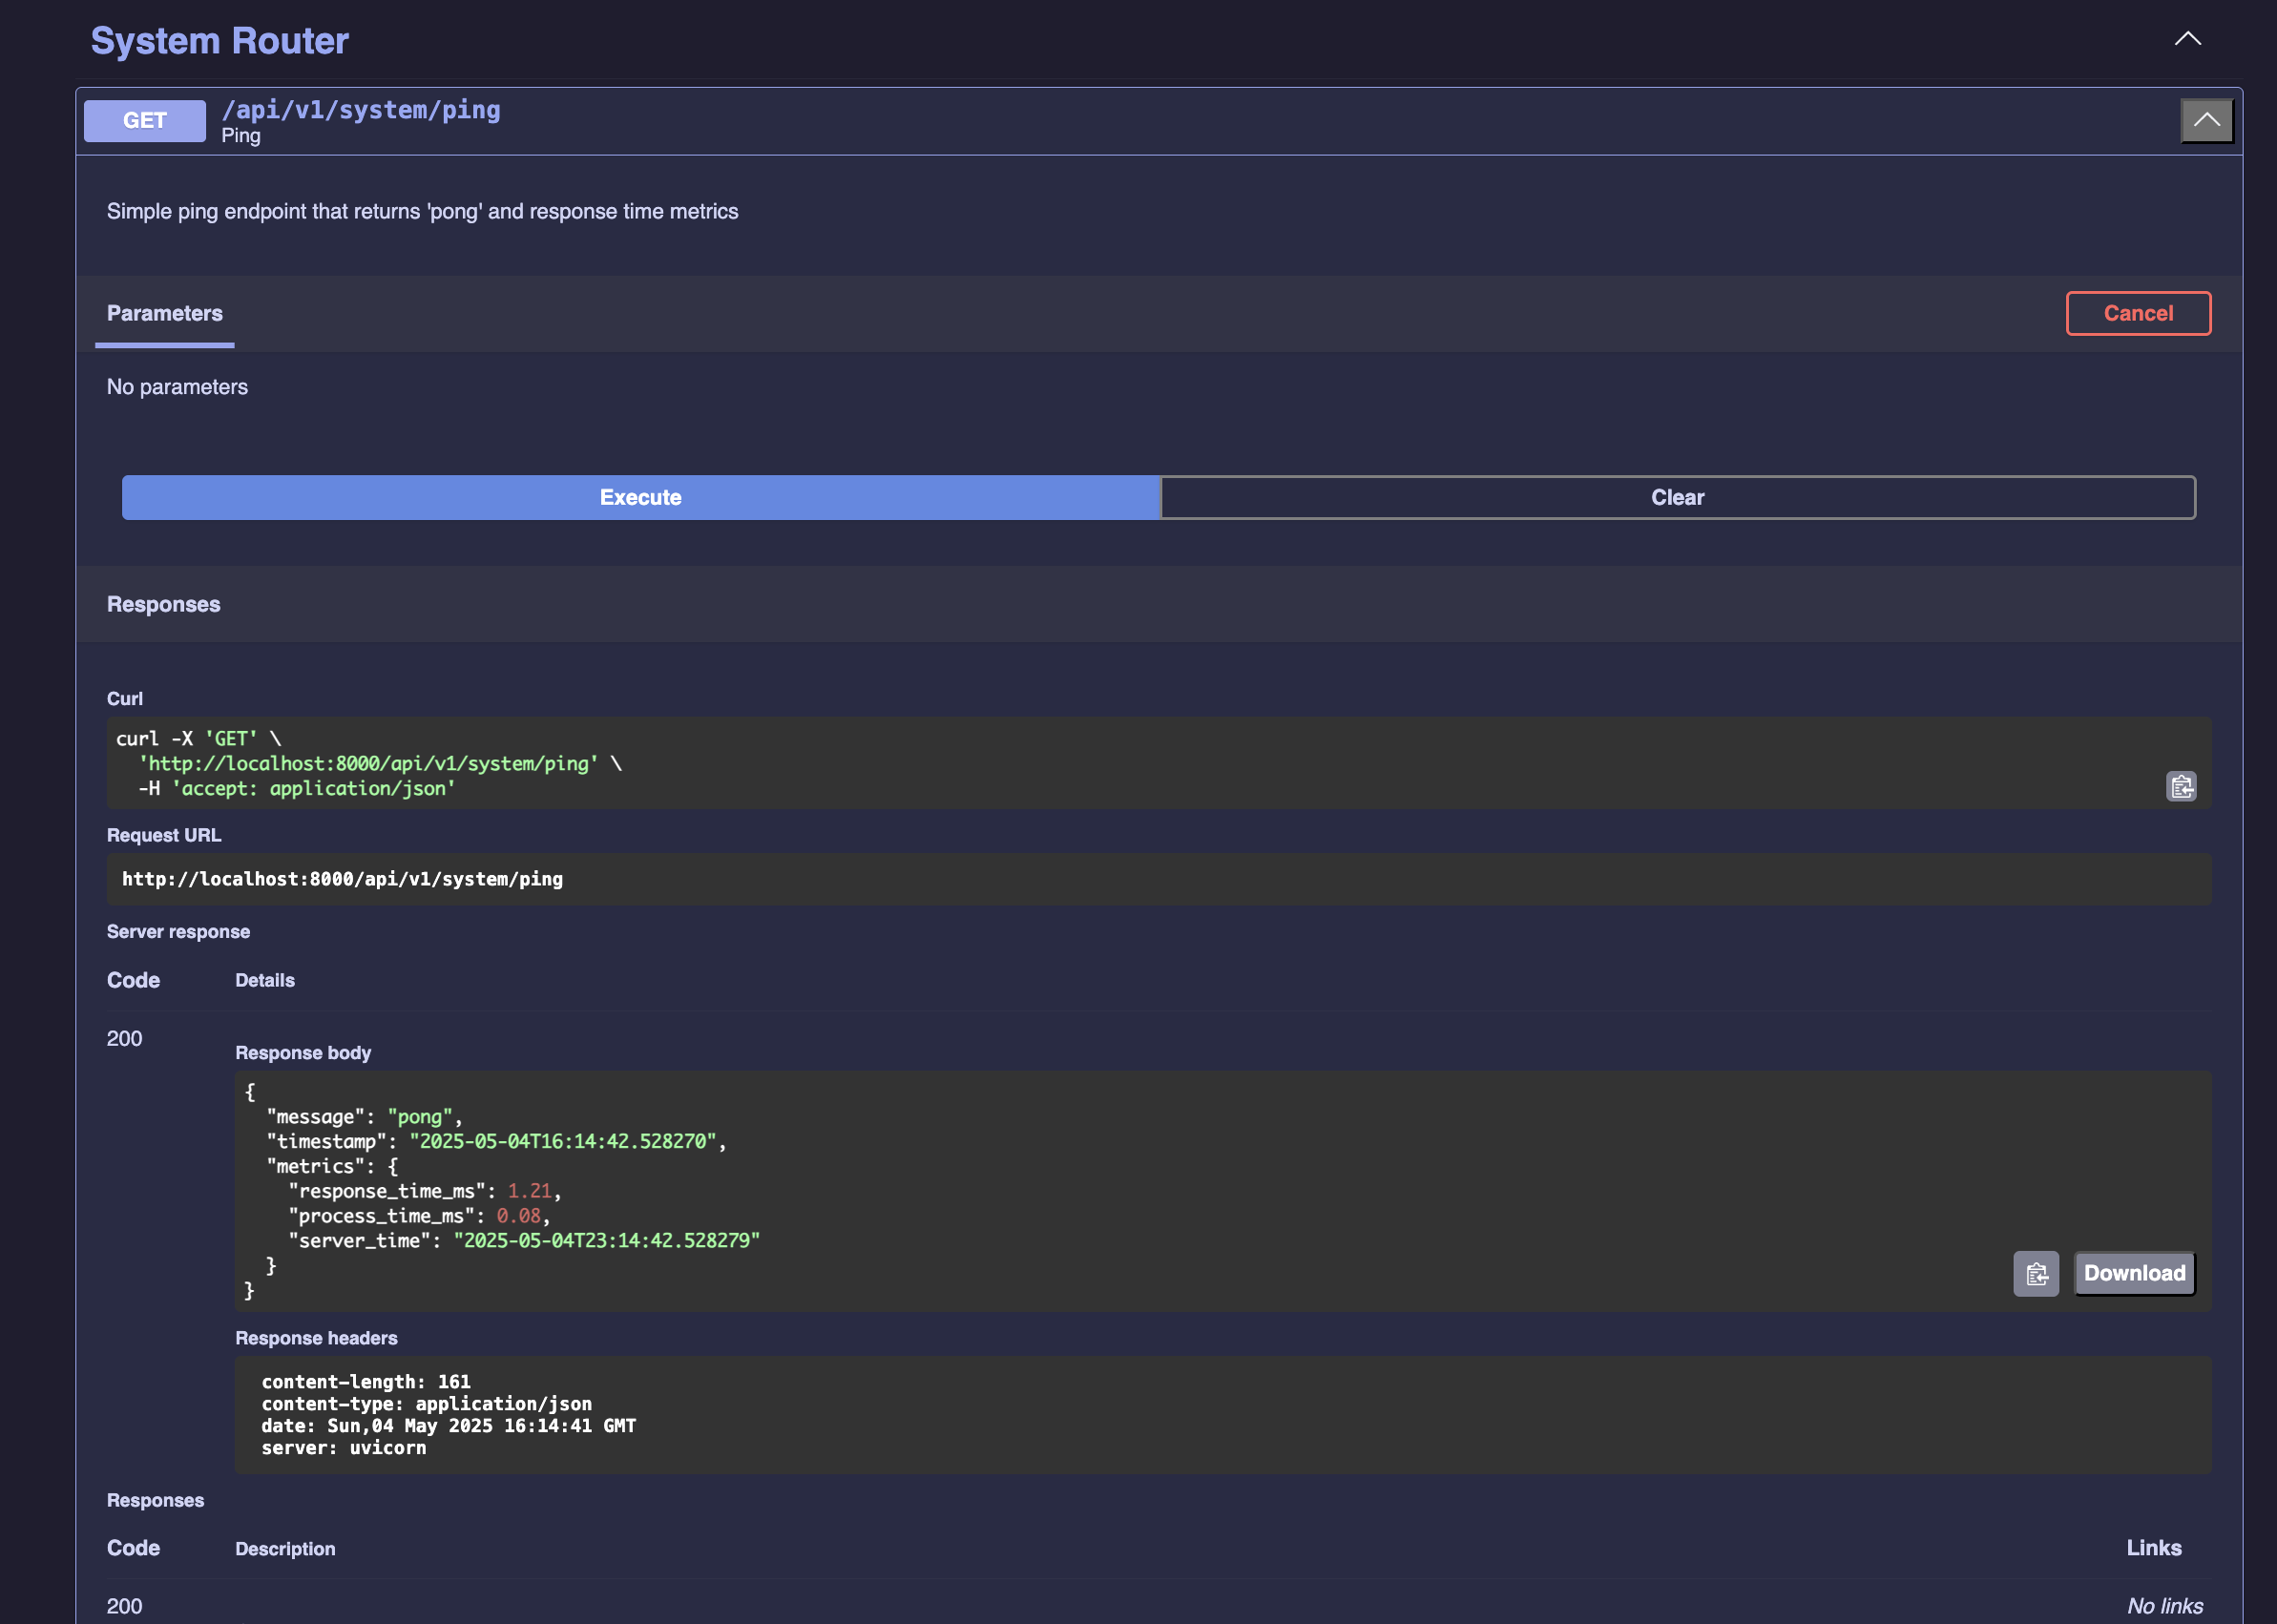 System Router
GET /api/v1/system/ping
Ping
Simple ping endpoint that returns 'pong' and response time metrics
Parameters
Cancel
No parameters
Execute
Clear
Responses
Curl
curl -X 'GET' \
  'http://localhost:8000/api/v1/system/ping' \
  -H 'accept: application/json'
Request URL
http://localhost:8000/api/v1/system/ping
Server response
Code Details
200
Response body
{
  "message": "pong",
  "timestamp": "2025-05-04T16:14:42.528270",
  "metrics": {
    "response_time_ms": 1.21,
    "process_time_ms": 0.08,
    "server_time": "2025-05-04T23:14:42.528279"
  }
}
Download
Response headers
content-length: 161
content-type: application/json
date: Sun,04 May 2025 16:14:41 GMT
server: uvicorn
Responses
Code Description Links
200 No links